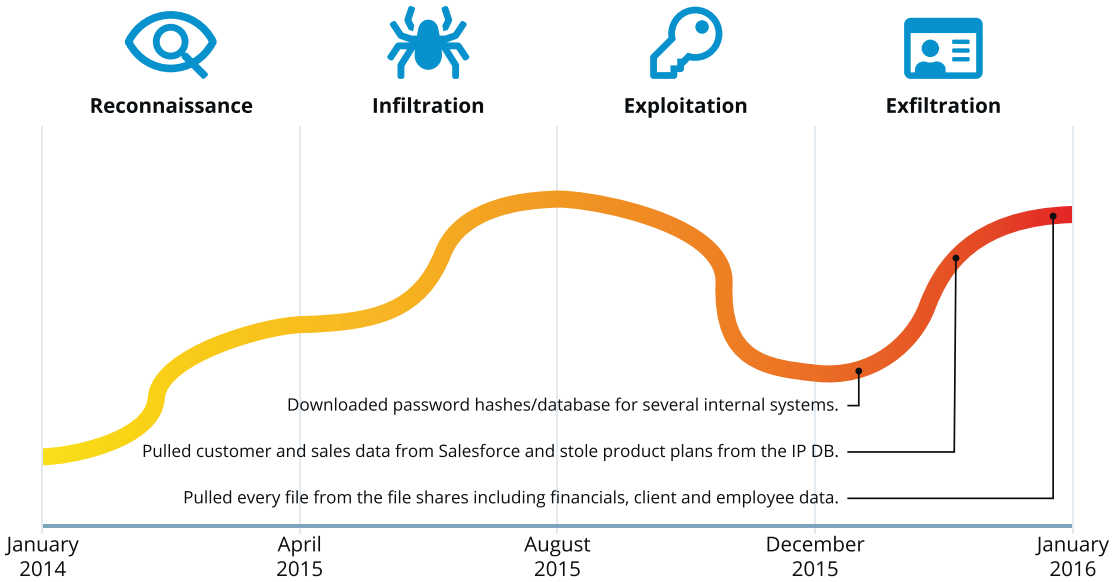 Reconnaissance
Infiltration
Exploitation
Exfiltration
Downloaded password hashes/database for several internal systems.
Pulled customer and sales data from Salesforce and stole product plans from the IP DB.
Pulled every file from the file shares including financials, client and employee data.
January
2014
April
2015
August
2015
December
2015
January
2016